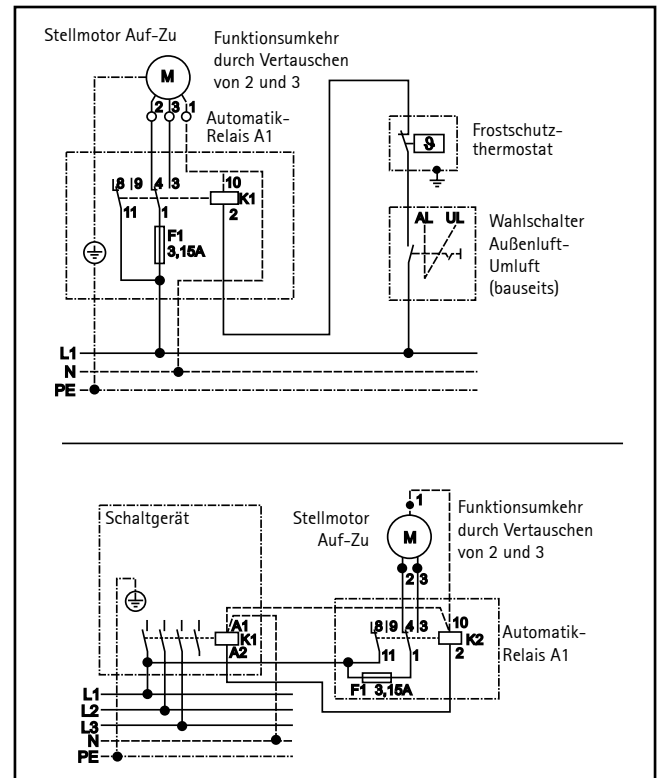 Stellmotor Auf-Zu
Funktionsumkehr
durch Vertauschen
von 2 und 3
M
2 3 1
Automatik-
Relais A1
Frostschutz-
thermostat
ϑ
8 9 4 3
10
K1
11 1
2
F1
3,15A
AL UL
Wahlschalter
Außenluft-
Umluft
(bauseits)
L1
N
PE
Schaltgerät
Stellmotor
Auf-Zu
1
M
Funktionsumkehr
durch Vertauschen
von 2 und 3
2 3
A1
K1
A2
8 9 4 3
10
K2
11 1
2
Automatik-
Relais A1
F1 3,15A
L1
L2
L3
N
PE